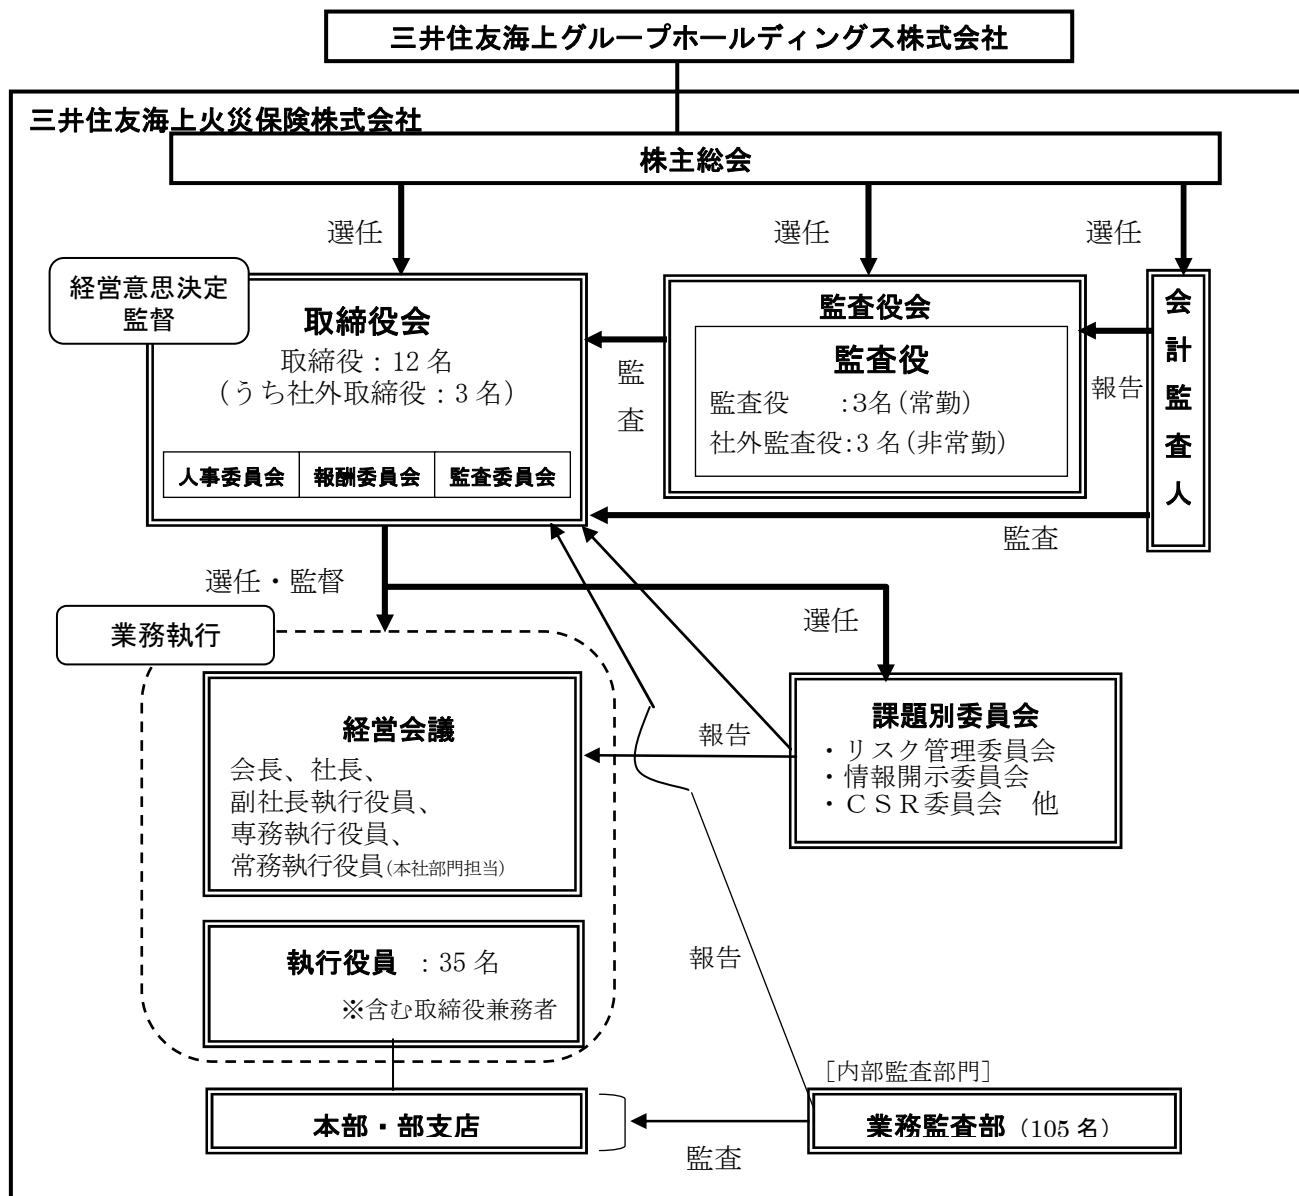 三井住友海上グループホールディングス株式会社
三井住友海上火災保険株式会社
株主総会
選任
選任
選任
経営意思決定
監督
取締役会
取締役：12 名
（うち社外取締役：3 名）
人事委員会
報酬委員会
監査委員会
監査
監査役会
監査役
監査役　　:3名(常勤)
社外監査役:3 名(非常勤)
報告
会計監査人
監査
選任・監督
選任
業務執行
経営会議
会長、社長、
副社長執行役員、
専務執行役員、
常務執行役員(本社部門担当)
報告
課題別委員会
・リスク管理委員会
・情報開示委員会
・ＣＳＲ委員会　他
執行役員　：35 名
※含む取締役兼務者
報告
本部・部支店
監査
［内部監査部門］
業務監査部（105 名）